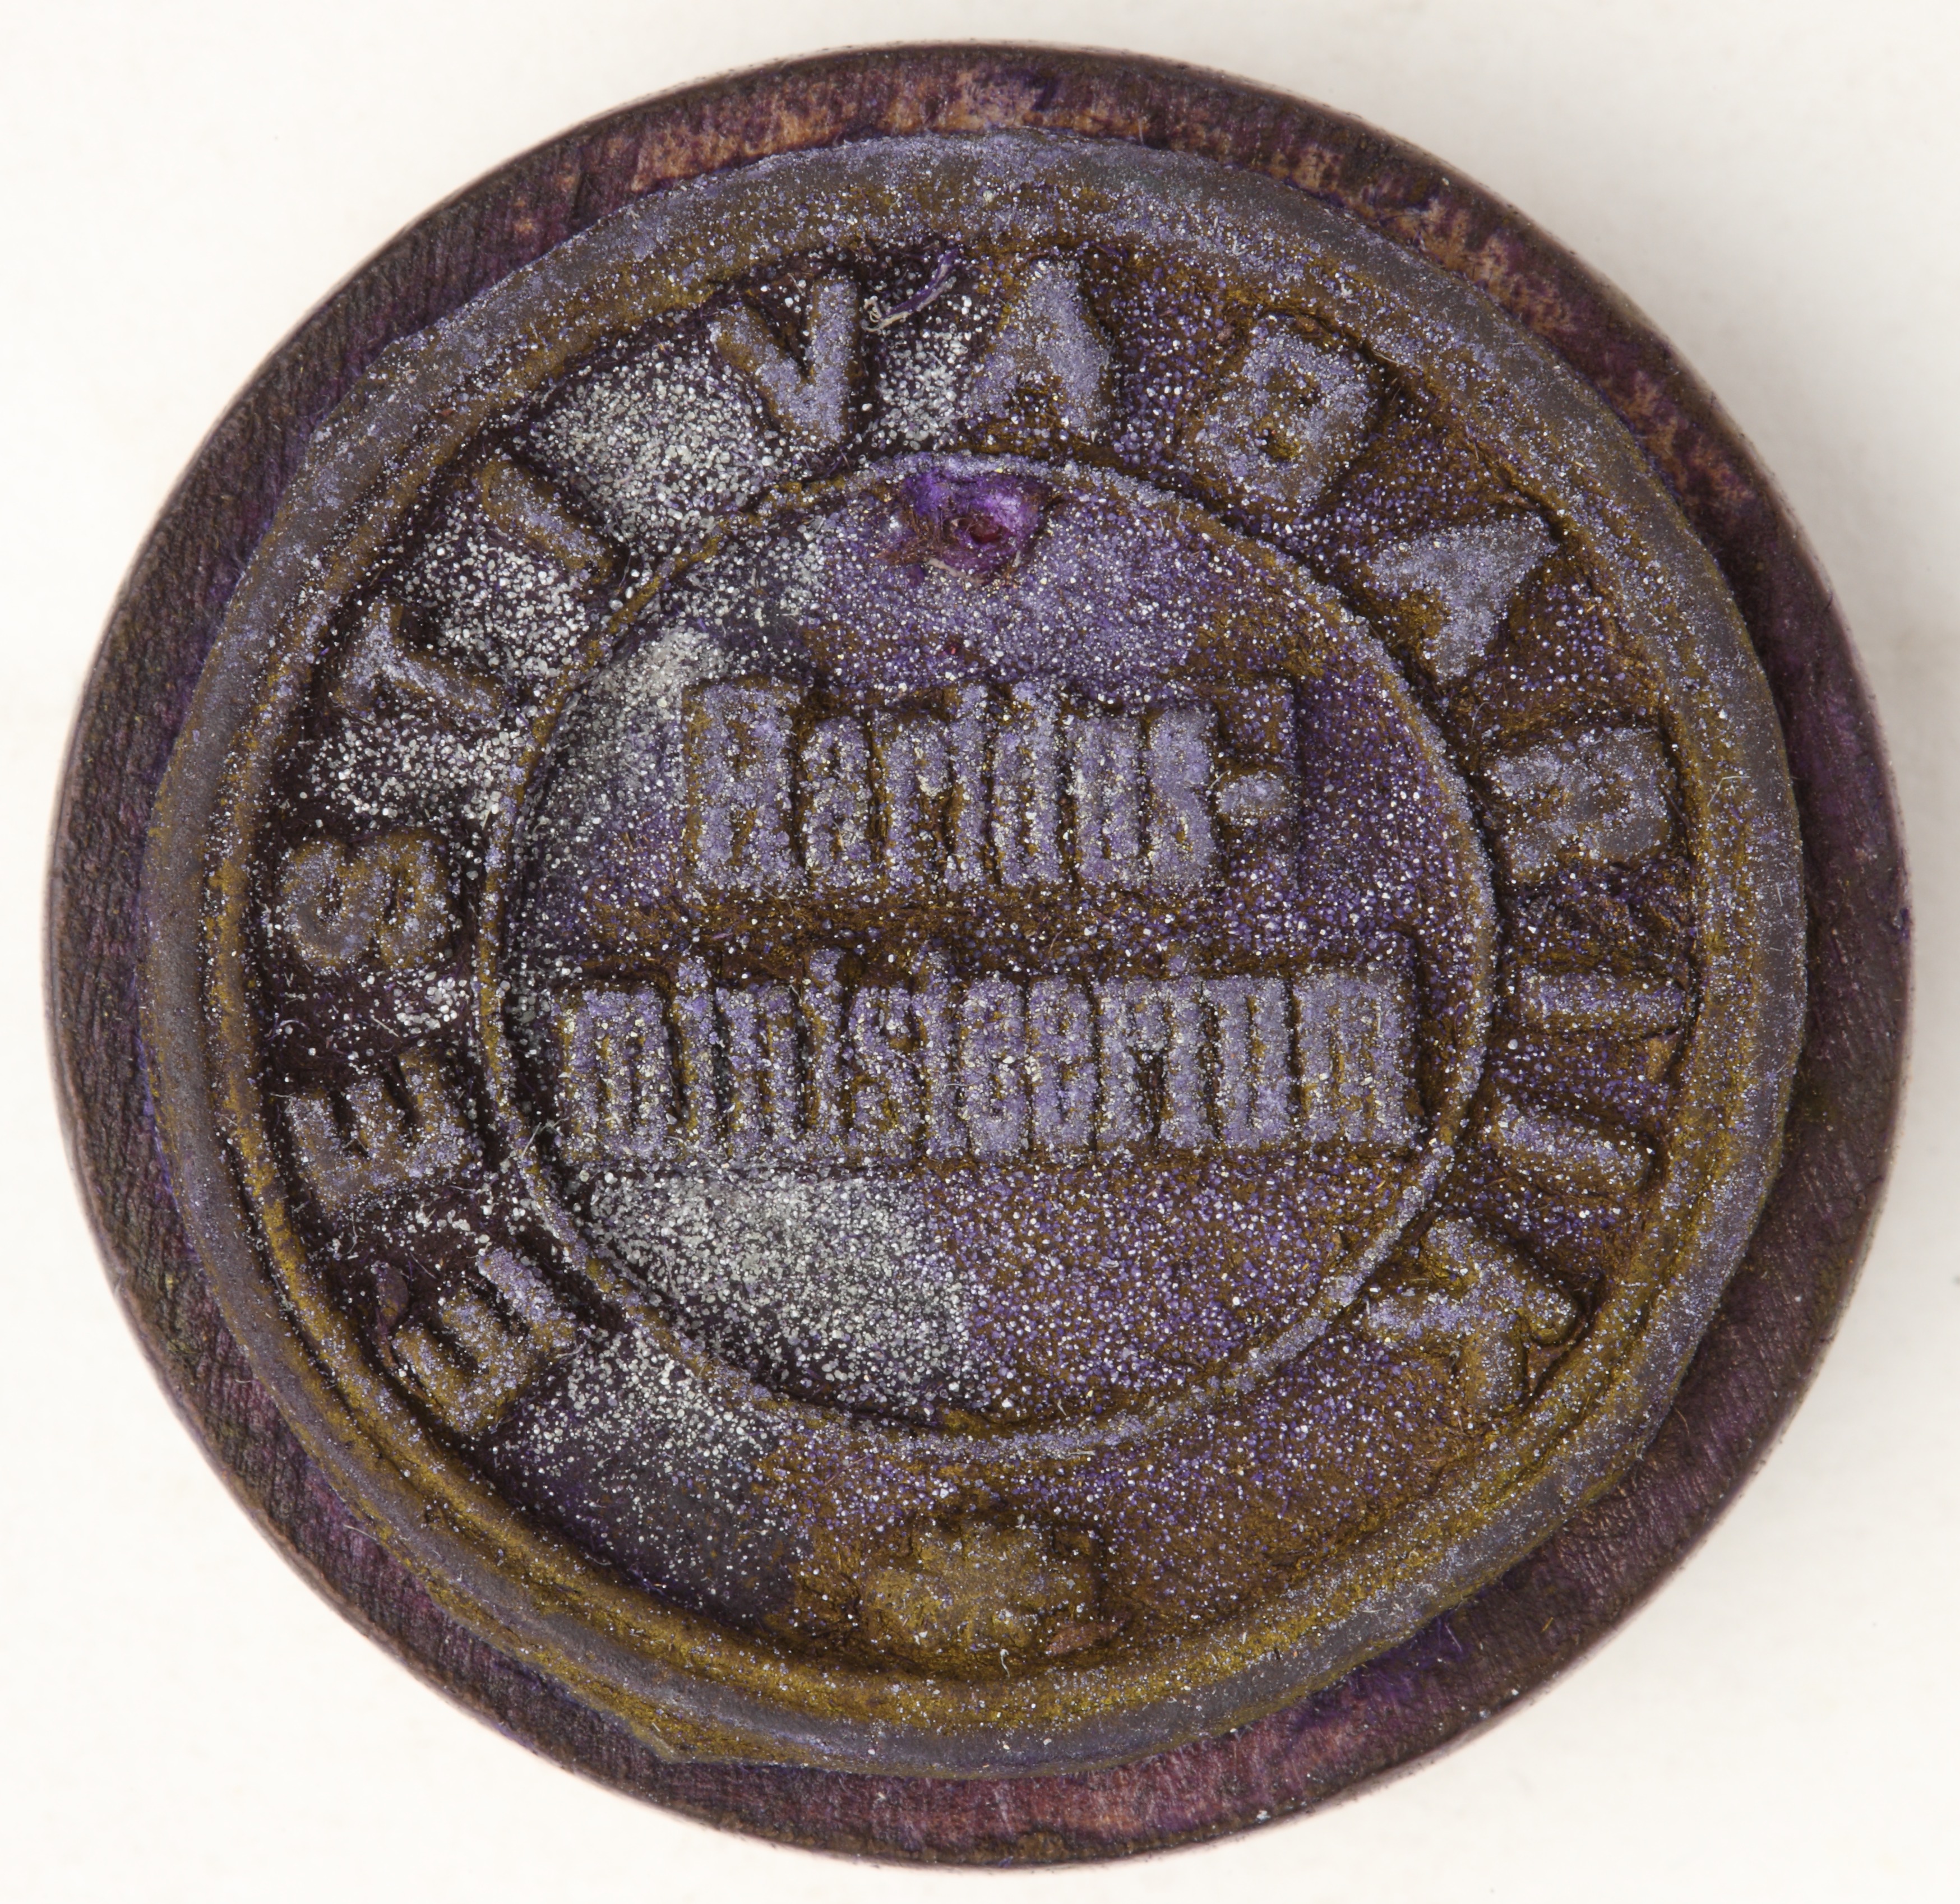 EESTI VABARIIK
Haridus-
ministeerium